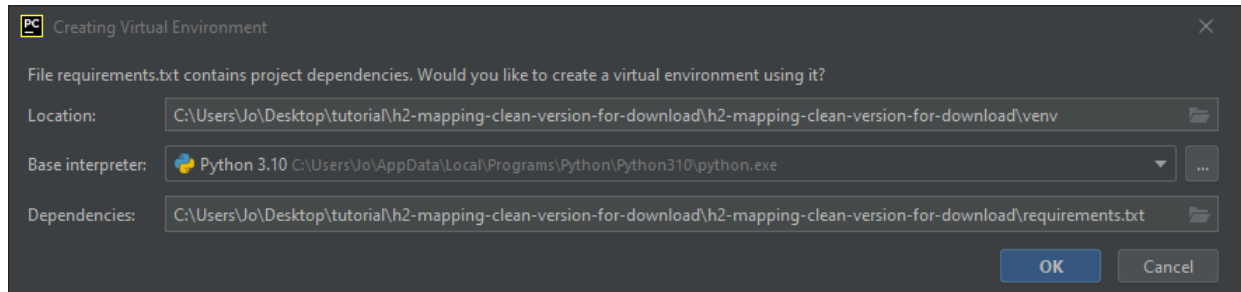 PC Creating Virtual Environment
File requirements.txt contains project dependencies. Would you like to create a virtual environment using it?
Location: C:\Users\Jo\Desktop\tutorial\h2-mapping-clean-version-for-download\h2-mapping-clean-version-for-download\venv
Base interpreter: Python 3.10 C:\Users\Jo\AppData\Local\Programs\Python\Python310\python.exe ...
Dependencies: C:\Users\Jo\Desktop\tutorial\h2-mapping-clean-version-for-download\h2-mapping-clean-version-for-download\requirements.txt
OK Cancel